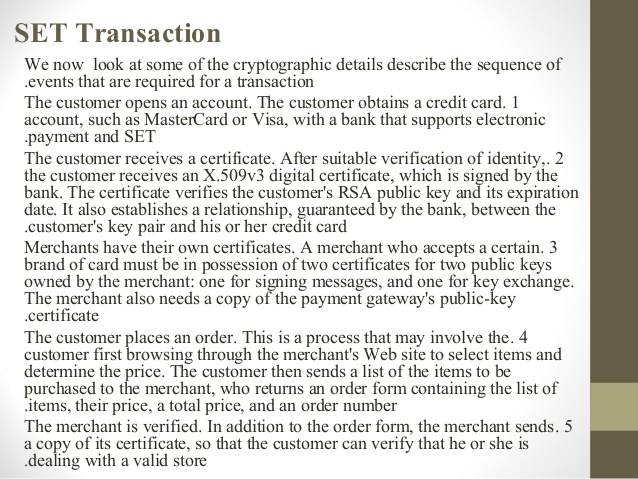 SET Transaction
We now look at some of the cryptographic details describe the sequence of
.events that are required for a transaction
The customer opens an account. The customer obtains a credit card. 1
account, such as MasterCard or Visa, with a bank that supports electronic
.payment and SET
The customer receives a certificate. After suitable verification of identity,. 2
the customer receives an X.509v3 digital certificate, which is signed by the
bank. The certificate verifies the customer's RSA public key and its expiration
date. It also establishes a relationship, guaranteed by the bank, between the
.customer's key pair and his or her credit card
Merchants have their own certificates. A merchant who accepts a certain. 3
brand of card must be in possession of two certificates for two public keys
owned by the merchant: one for signing messages, and one for key exchange.
The merchant also needs a copy of the payment gateway's public-key
.certificate
The customer places an order. This is a process that may involve the. 4
customer first browsing through the merchant's Web site to select items and
determine the price. The customer then sends a list of the items to be
purchased to the merchant, who returns an order form containing the list of
.items, their price, a total price, and an order number
The merchant is verified. In addition to the order form, the merchant sends. 5
a copy of its certificate, so that the customer can verify that he or she is
.dealing with a valid store